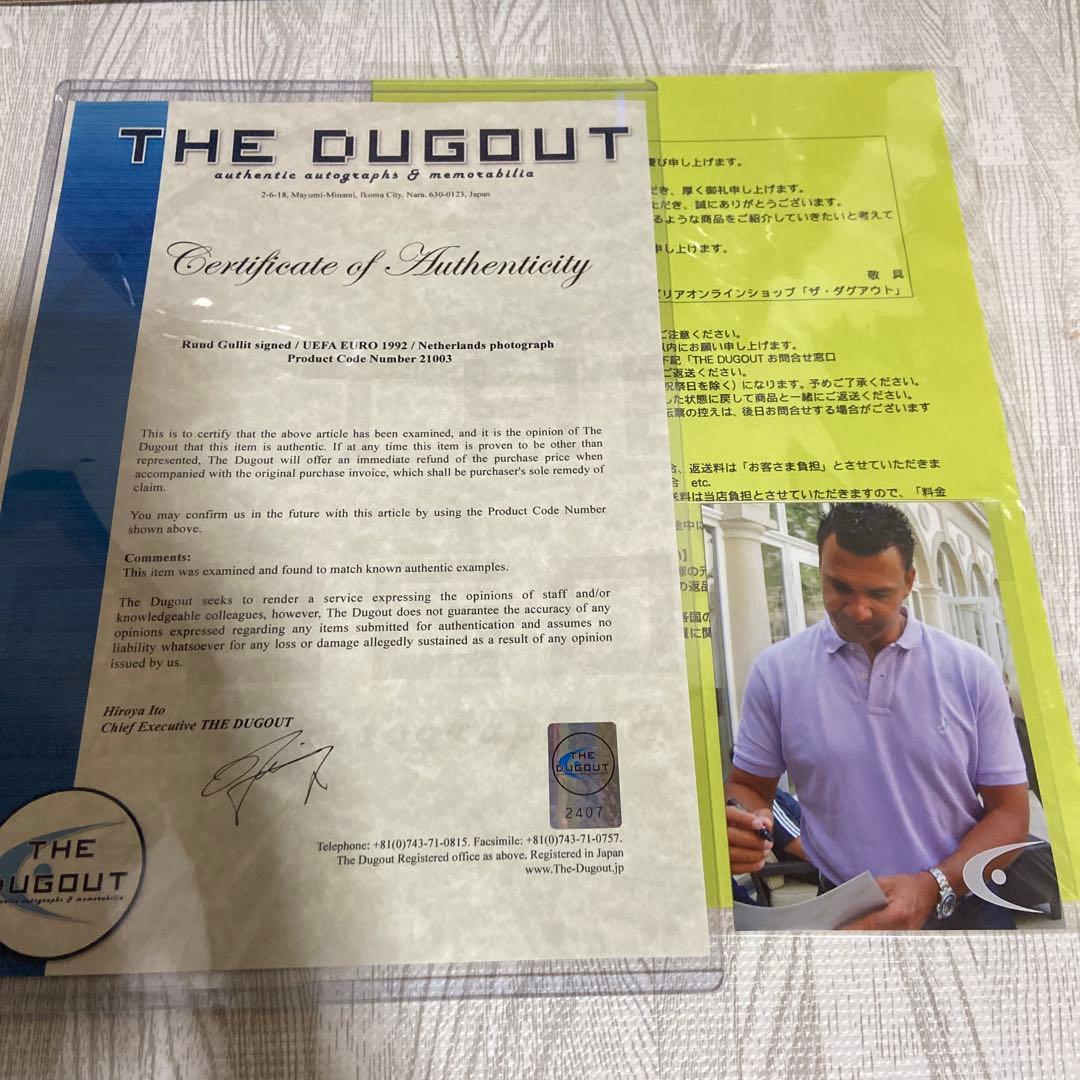 THE DUGOUT
authentic autographs & memorabilia
2-6-18, Mayumi-Minami, Ikoma City, Nara. 630-0123, Japan
Certificate of Authenticity
Ruud Gullit signed / UEFA EURO 1992 / Netherlands photograph
Product Code Number 21003
This is to certify that the above article has been examined, and it is the opinion of The
Dugout that this item is authentic. If at any time this item is proven to be other than
represented, The Dugout will offer an immediate refund of the purchase price when
accompanied with the original purchase invoice, which shall be purchaser's sole remedy of
claim.
You may confirm us in the future with this article by using the Product Code Number
shown above.
Comments:
This item was examined and found to match known authentic examples.
The Dugout seeks to render a service expressing the opinions of staff and/or
knowledgeable colleagues, however, The Dugout does not guarantee the accuracy of any
opinions expressed regarding any items submitted for authentication and assumes no
liability whatsoever for any loss or damage allegedly sustained as a result of any opinion
issued by us.
Hiroya Ito
Chief Executive THE DUGOUT
THE
DUGOUT
2407
Telephone: +81(0)743-71-0815. Facsimile: +81(0)743-71-0757.
The Dugout Registered office as above. Registered in Japan
www.The-Dugout.jp
THE
DUGOUT
authentic autographs & memorabilia
び申し上げます。
だき、厚く御礼申し上げます。
ただき、誠にありがとうございます。
るような商品をご紹介していきたいと考えて
申し上げます。
敬 具
リアオンラインショップ「ザ・ダグアウト」
ご注意ください。
以内にお願い申し上げます。
下記「THE DUGOUT お問合せ窓口
ご返送ください。
祝祭日を除く）になります。予めご了承ください。
した状態に戻して商品と一緒にご返送ください。
伝票の控えは、後日お問合せする場合がございます
合、返送料は「お客さま負担」とさせていただきま
合 etc.
送料は当店負担とさせていただきますので、「料金
途中に
の返品
各国の